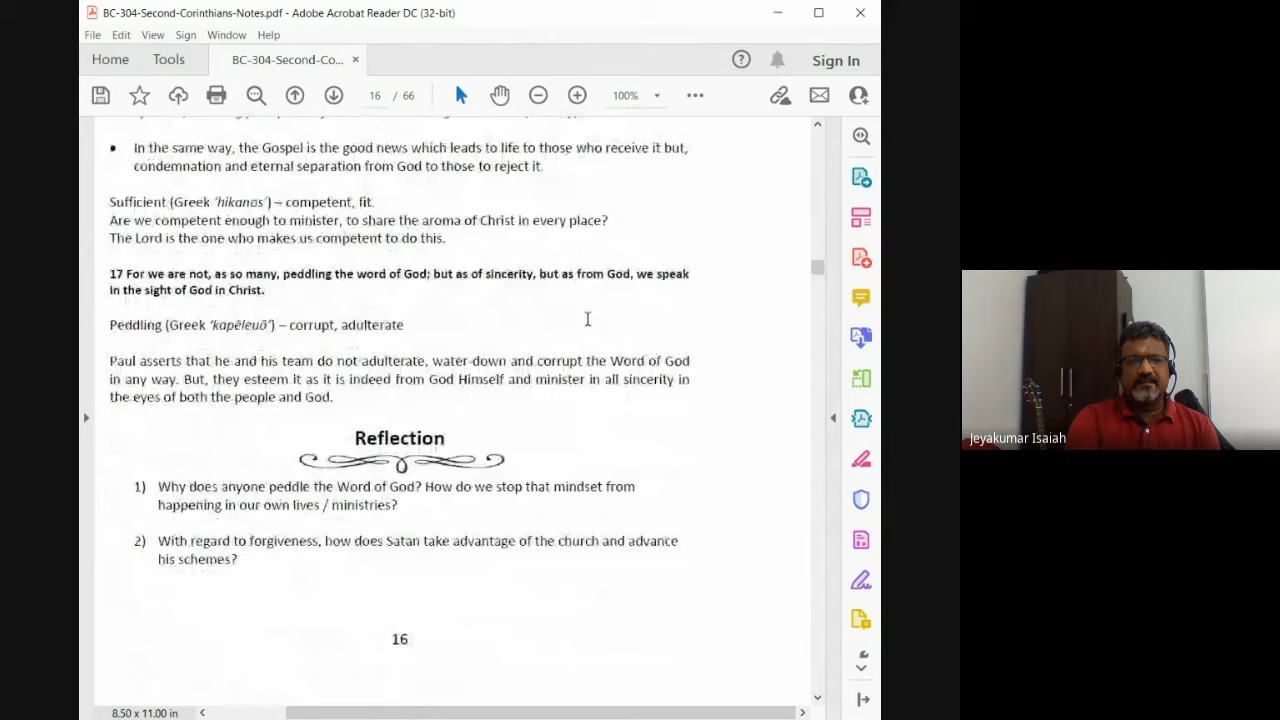 BC-304-Second-Corinthians-Notes.pdf - Adobe Acrobat Reader DC (32-bit)
File Edit View Sign Window Help
Home Tools BC-304-Second-Co... × Sign In
16 / 66 100%
• In the same way, the Gospel is the good news which leads to life to those who receive it but,
condemnation and eternal separation from God to those to reject it.
Sufficient (Greek ‘hikanos’) – competent, fit.
Are we competent enough to minister, to share the aroma of Christ in every place?
The Lord is the one who makes us competent to do this.
17 For we are not, as so many, peddling the word of God; but as of sincerity, but as from God, we speak
in the sight of God in Christ.
Peddling (Greek ‘kapēleuō’) – corrupt, adulterate
Paul asserts that he and his team do not adulterate, water-down and corrupt the Word of God
in any way. But, they esteem it as it is indeed from God Himself and minister in all sincerity in
the eyes of both the people and God.
Reflection
1) Why does anyone peddle the Word of God? How do we stop that mindset from
happening in our own lives / ministries?
2) With regard to forgiveness, how does Satan take advantage of the church and advance
his schemes?
16
8.50 x 11.00 in
Jeyakumar Isaiah